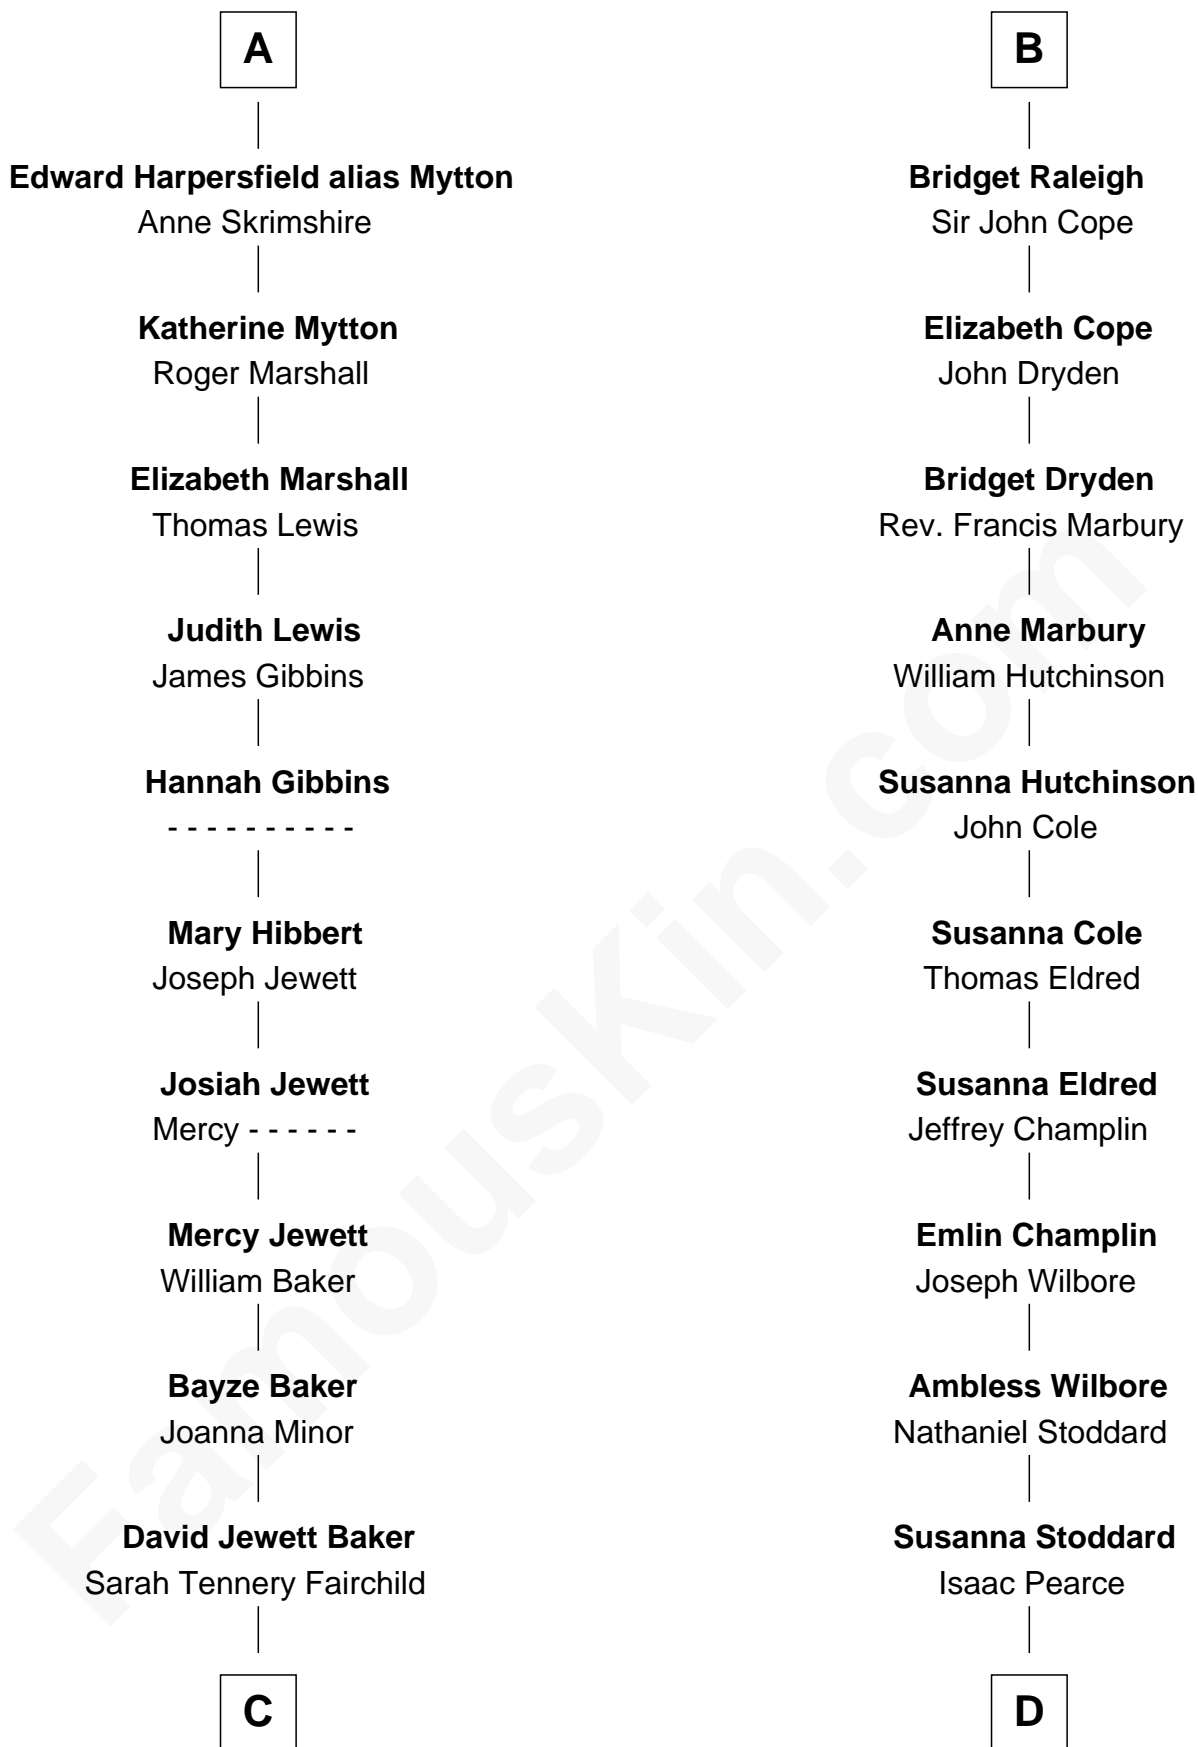 A
Edward Harpersfield alias Mytton
Anne Skrimshire
Katherine Mytton
Roger Marshall
Elizabeth Marshall
Thomas Lewis
Judith Lewis
James Gibbins
Hannah Gibbins
- - - - - - - - - -
Mary Hibbert
Joseph Jewett
Josiah Jewett
Mercy - - - - - -
Mercy Jewett
William Baker
Bayze Baker
Joanna Minor
David Jewett Baker
Sarah Tennery Fairchild
C
B
Bridget Raleigh
Sir John Cope
Elizabeth Cope
John Dryden
Bridget Dryden
Rev. Francis Marbury
Anne Marbury
William Hutchinson
Susanna Hutchinson
John Cole
Susanna Cole
Thomas Eldred
Susanna Eldred
Jeffrey Champlin
Emlin Champlin
Joseph Wilbore
Ambless Wilbore
Nathaniel Stoddard
Susanna Stoddard
Isaac Pearce
D
FamousKin.com